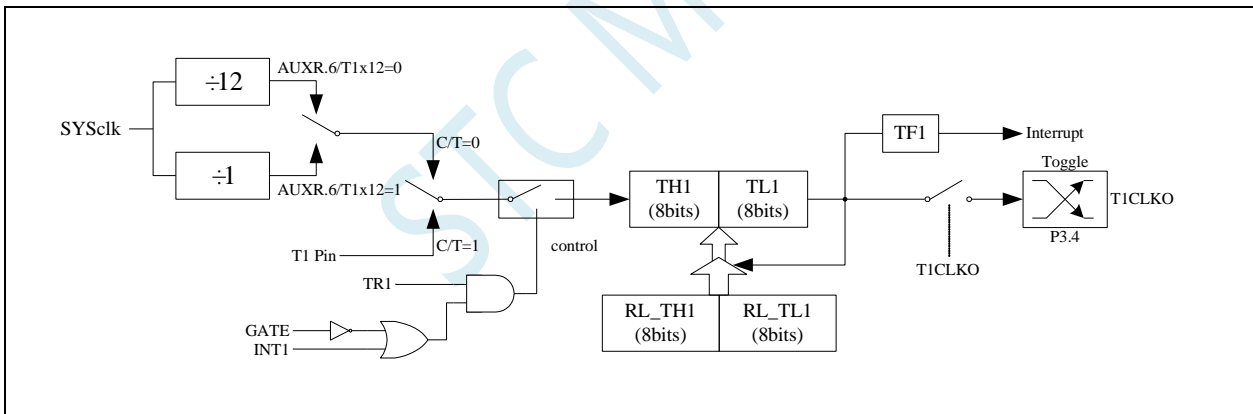 STC M
÷12
AUXR.6/T1x12=0
SYSclk
÷1
AUXR.6/T1x12=1
C/T=0
C/T=1
T1 Pin
control
TR1
GATE
INT1
TH1
(8bits)
TL1
(8bits)
RL_TH1
(8bits)
RL_TL1
(8bits)
TF1
Interrupt
Toggle
T1CLKO
P3.4
T1CLKO